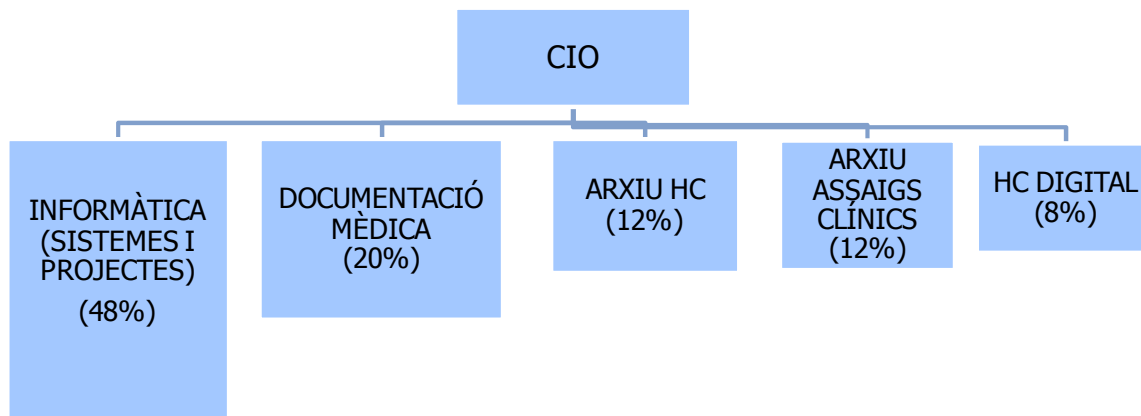 CIO
INFORMÀTICA
(SISTEMES I
PROJECTES)
(48%)
DOCUMENTACIÓ
MÈDICA
(20%)
ARXIU HC
(12%)
ARXIU
ASSAIGS
CLÍNICS
(12%)
HC DIGITAL
(8%)